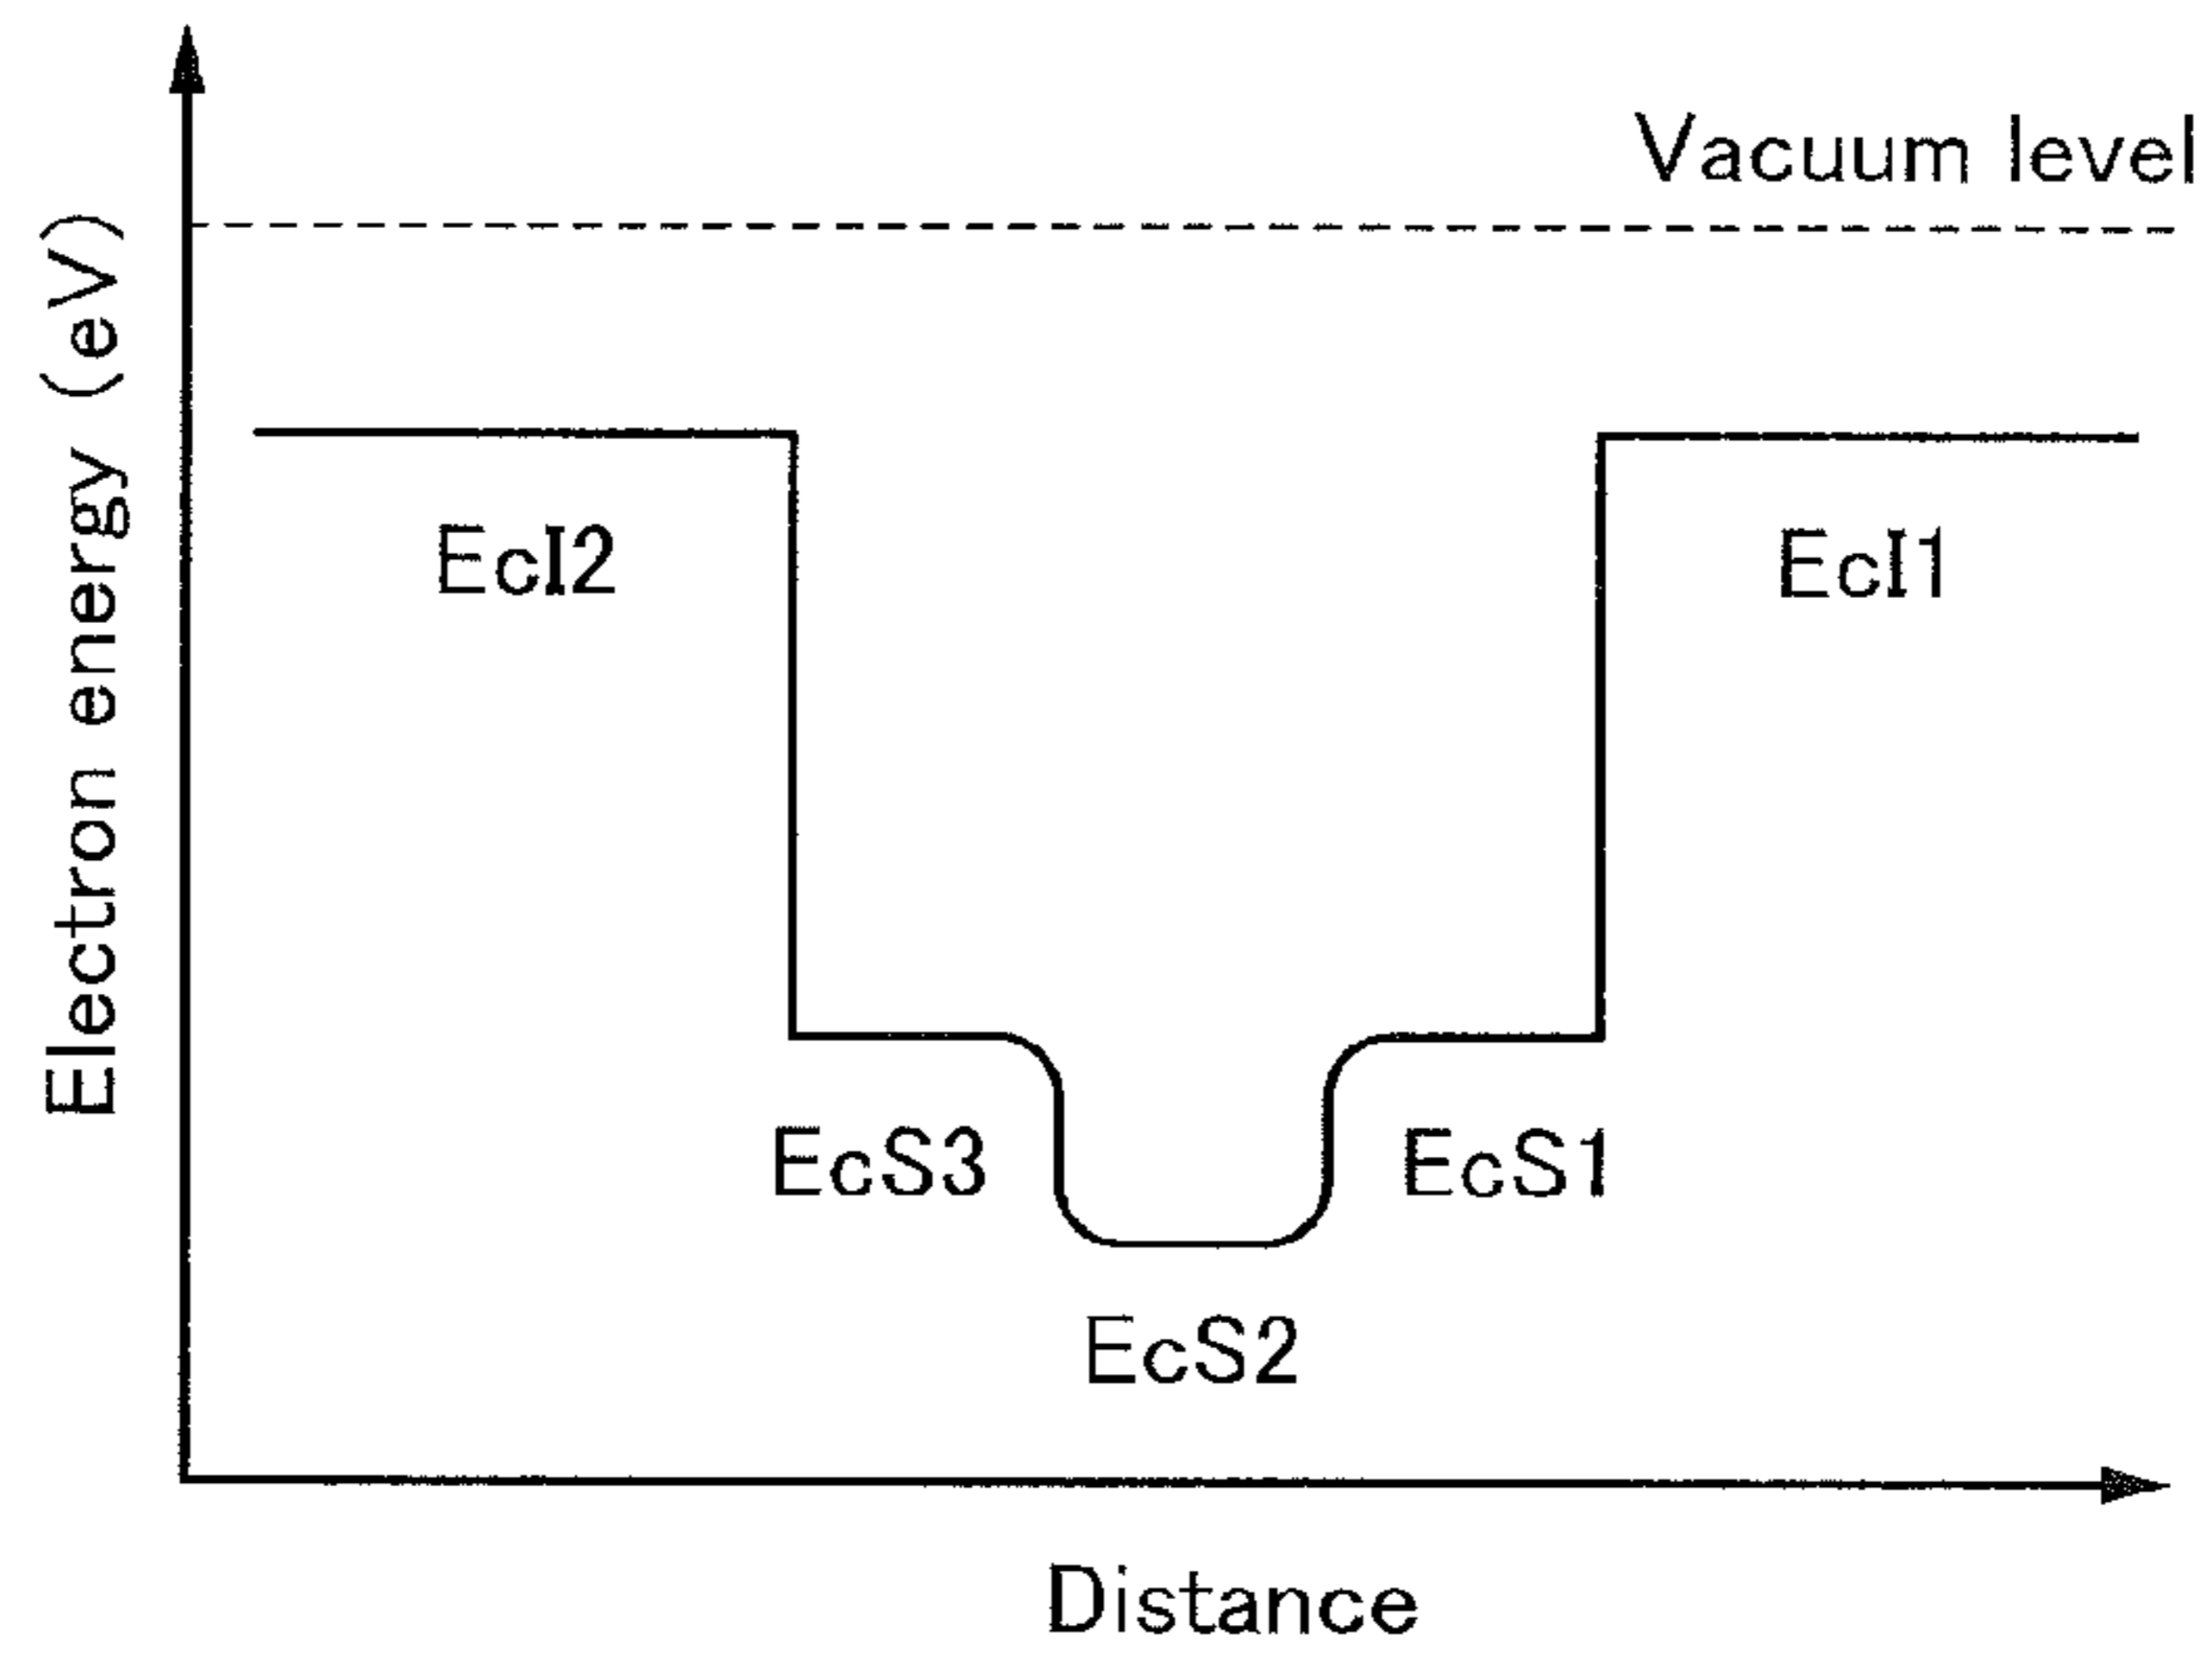 Vacuum level
Electron energy (eV)
EcI2
EcI1
EcS3
EcS1
EcS2
Distance